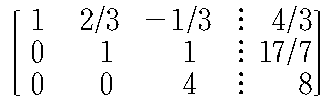 [ 1 2/3 −1/3 ⋮ 4/3 ]
[ 0 1 1 ⋮ 17/7 ]
[ 0 0 4 ⋮ 8 ]